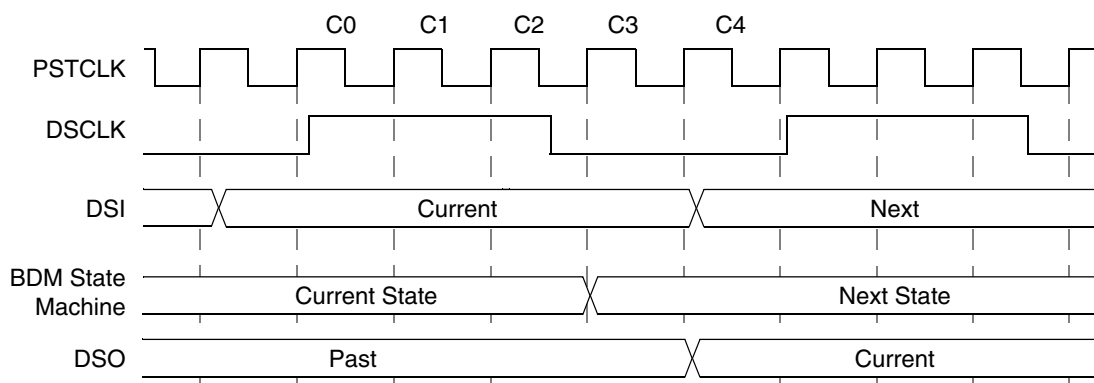 C0 C1 C2 C3 C4
PSTCLK
DSCLK
DSI Current Next
BDM State
Machine
Current State Next State
DSO Past Current